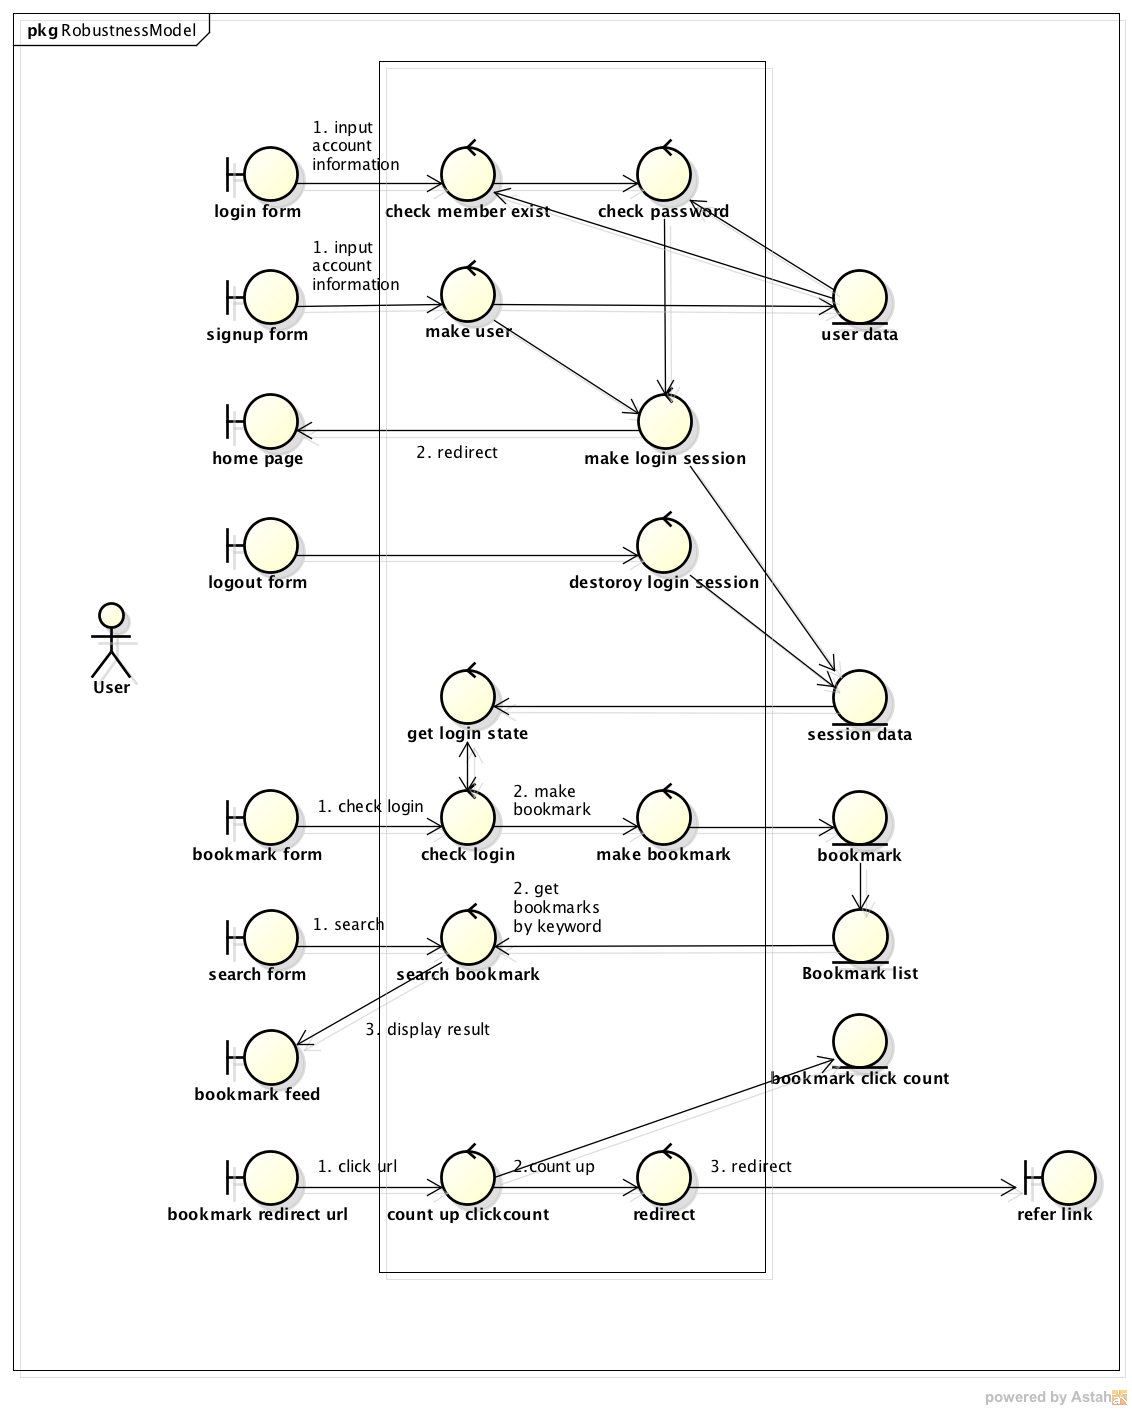 pkg RobustnessModel
1. input
account
information
login form
check member exist
check password
1. input
account
information
signup form
make user
user data
home page
2. redirect
make login session
logout form
destoroy login session
User
get login state
session data
1. check login
2. make
bookmark
bookmark form
check login
make bookmark
bookmark
1. search
2. get
bookmarks
by keyword
search form
search bookmark
Bookmark list
3. display result
bookmark feed
bookmark click count
1. click url
2.count up
3. redirect
bookmark redirect url
count up clickcount
redirect
refer link
powered by Astah